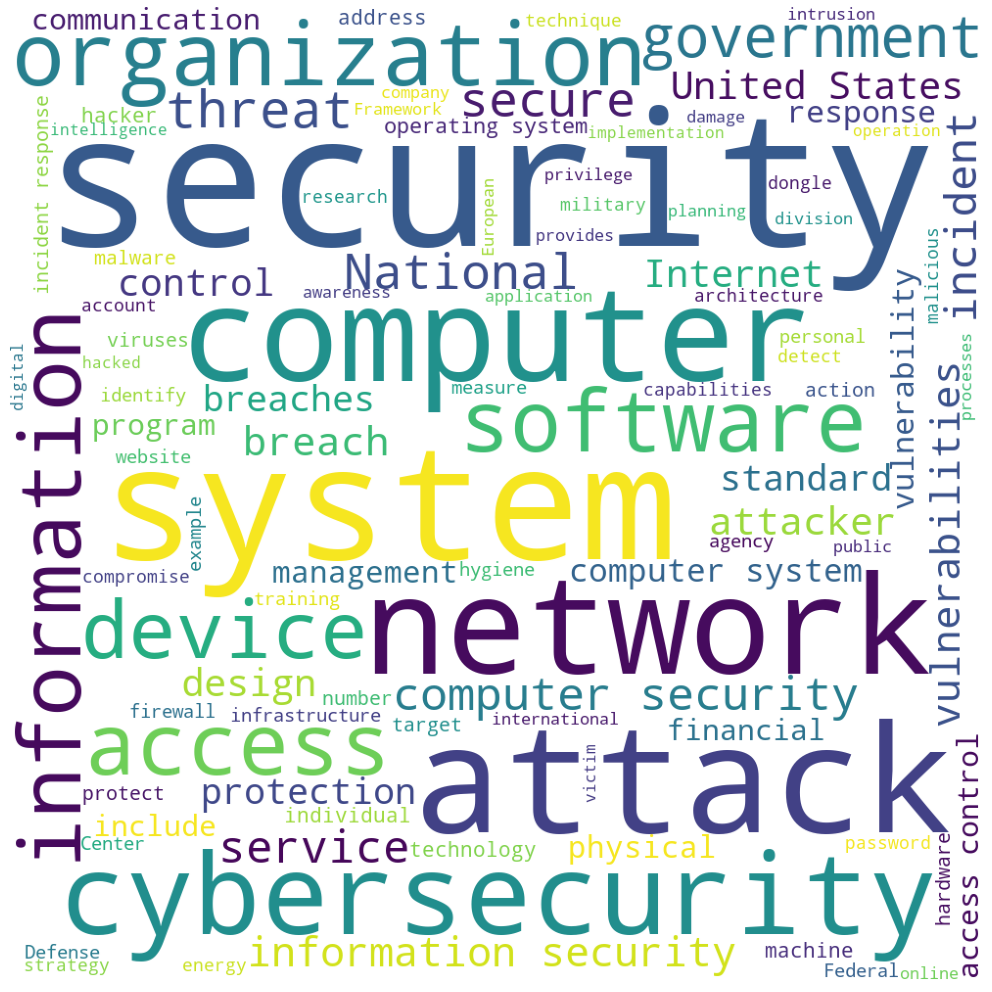 communication
address
technique
intrusion
organization
government
hacker
threat
company
Framework
secure
United States
damage
response
intelligence
operating system
implementation
operation
incident response
security
research
privilege
dongle
military
planning
European
provides
division
incident
malware
control
National
Internet
malicious
account
awareness
application
architecture
vulnerability
information
computer
viruses
hacked
personal
detect
digital
processes
identify
breaches
measure
capabilities
action
program
breach
software
vulnerabilities
website
system
standard
example
attacker
agency
public
compromise
management
hygiene
computer system
training
device
network
design
number
computer security
firewall
infrastructure
target
international
financial
access
attack
victim
protect
protection
access control
include
individual
Center
service
technology
physical
password
hardware
cybersecurity
Defense
strategy
energy
information security
machine
Federal
online